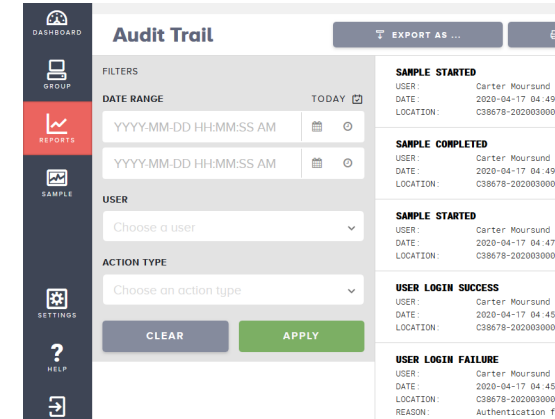 DASHBOARD
GROUP
REPORTS
SAMPLE
SETTINGS
HELP
Audit Trail
EXPORT AS ...
FILTERS
DATE RANGE TODAY
YYYY-MM-DD HH:MM:SS AM
YYYY-MM-DD HH:MM:SS AM
USER
Choose a user
ACTION TYPE
Choose an action type
CLEAR APPLY
SAMPLE STARTED
USER: Carter Moursund
DATE: 2020-04-17 04:49
LOCATION: C38678-202003000
SAMPLE COMPLETED
USER: Carter Moursund
DATE: 2020-04-17 04:49
LOCATION: C38678-202003000
SAMPLE STARTED
USER: Carter Moursund
DATE: 2020-04-17 04:47
LOCATION: C38678-202003000
USER LOGIN SUCCESS
USER: Carter Moursund
DATE: 2020-04-17 04:45
LOCATION: C38678-202003000
USER LOGIN FAILURE
USER: Carter Moursund
DATE: 2020-04-17 04:45
LOCATION: C38678-202003000
REASON: Authentication f